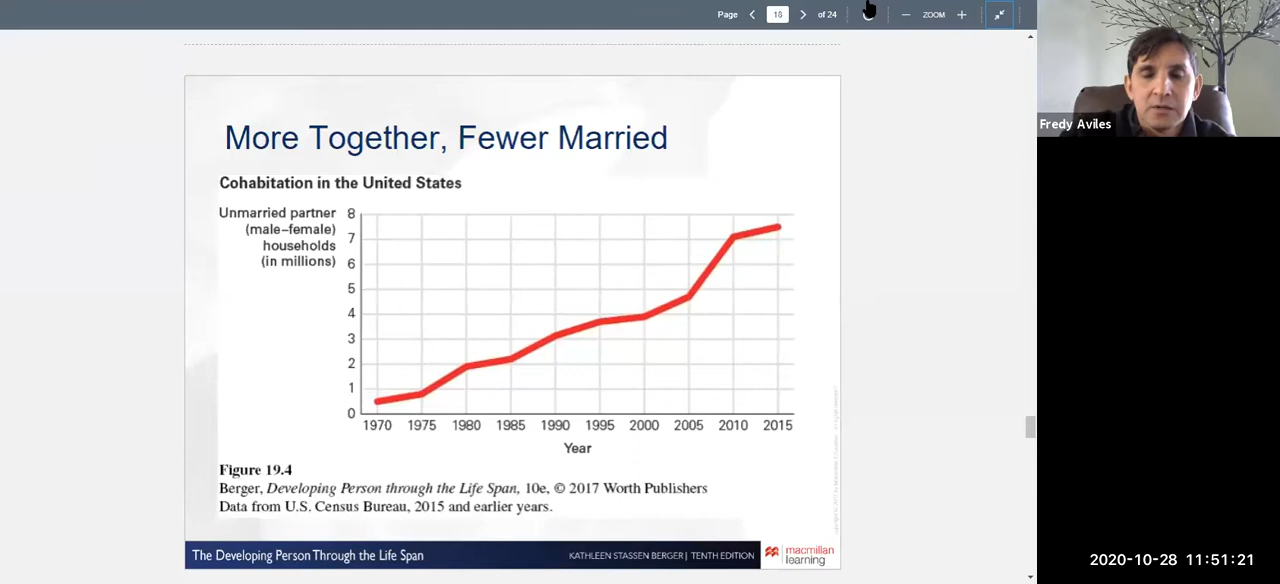 Page 18 of 24 ZOOM
Fredy Aviles
More Together, Fewer Married
Cohabitation in the United States
Unmarried partner
(male–female)
households
(in millions)
8
7
6
5
4
3
2
1
0
1970 1975 1980 1985 1990 1995 2000 2005 2010 2015
Year
Figure 19.4
Berger, Developing Person through the Life Span, 10e, © 2017 Worth Publishers
Data from U.S. Census Bureau, 2015 and earlier years.
The Developing Person Through the Life Span
KATHLEEN STASSEN BERGER | TENTH EDITION
macmillan
learning
2020-10-28 11:51:21